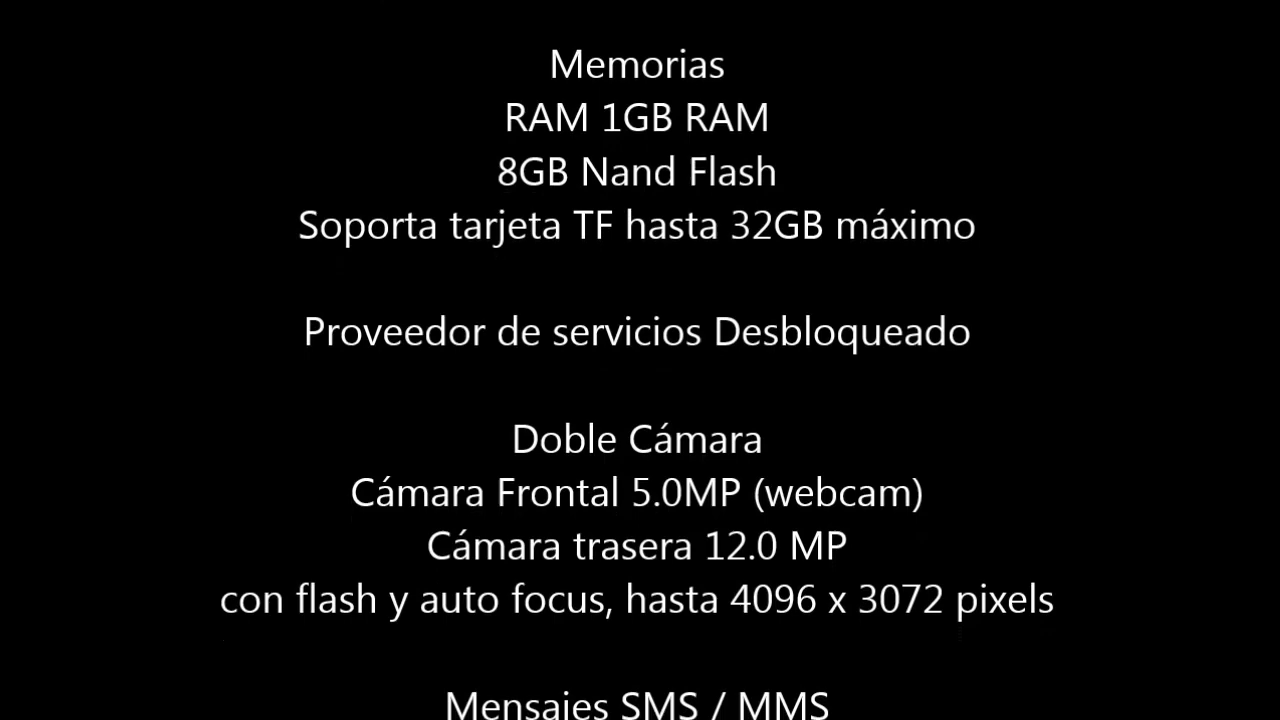 Memorias
RAM 1GB RAM
8GB Nand Flash
Soporta tarjeta TF hasta 32GB máximo
Proveedor de servicios Desbloqueado
Doble Cámara
Cámara Frontal 5.0MP (webcam)
Cámara trasera 12.0 MP
con flash y auto focus, hasta 4096 x 3072 pixels
Mensajes SMS / MMS